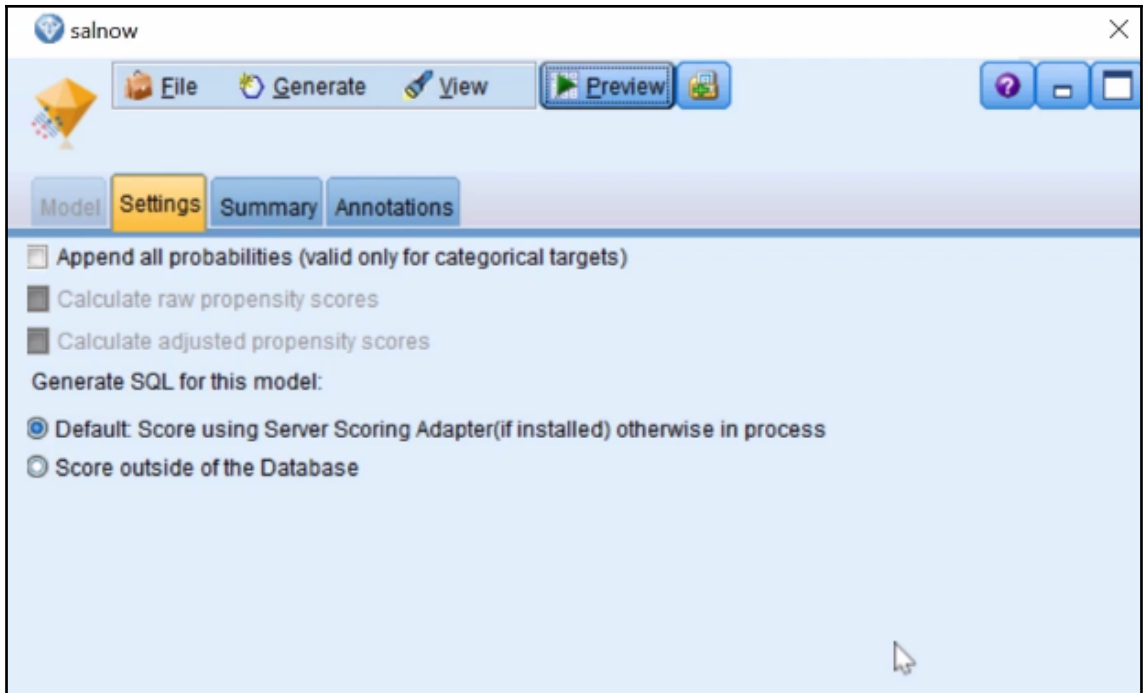 salnow
File Generate View Preview
Model Settings Summary Annotations
Append all probabilities (valid only for categorical targets)
Calculate raw propensity scores
Calculate adjusted propensity scores
Generate SQL for this model:
Default: Score using Server Scoring Adapter(if installed) otherwise in process
Score outside of the Database